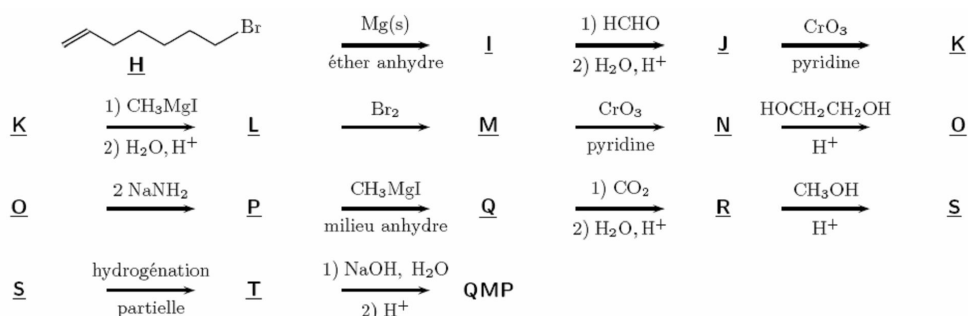 Br
H
Mg(s)
éther anhydre
I
1) HCHO
2) H₂O, H⁺
J
CrO₃
pyridine
K
K
1) CH₃MgI
2) H₂O, H⁺
L
Br₂
M
CrO₃
pyridine
N
HOCH₂CH₂OH
H⁺
O
O
2 NaNH₂
P
CH₃MgI
milieu anhydre
Q
1) CO₂
2) H₂O, H⁺
R
CH₃OH
H⁺
S
S
hydrogénation
partielle
T
1) NaOH, H₂O
2) H⁺
QMP